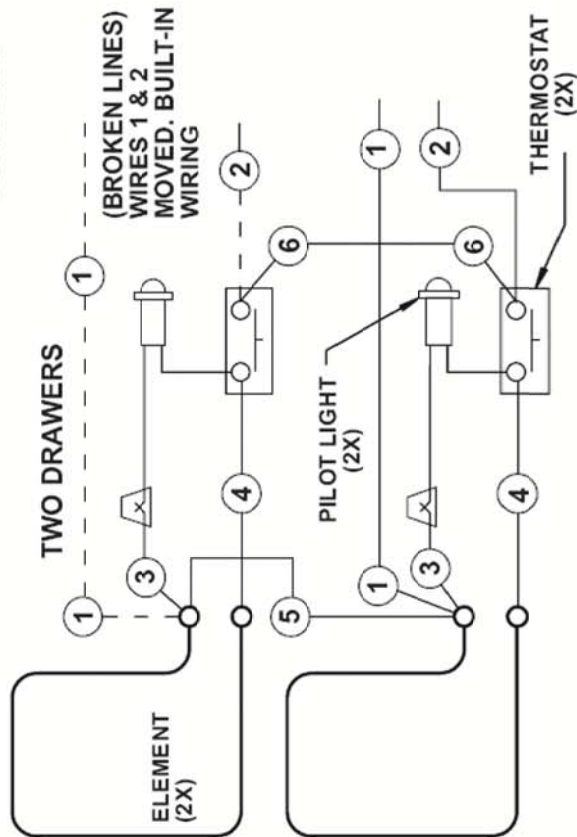 (BROKEN LINES)
WIRES 1 & 2
MOVED. BUILT-IN
WIRING
TWO DRAWERS
1
1
2
3
4
6
5
ELEMENT
(2X)
PILOT LIGHT
(2X)
1
1
2
3
4
6
THERMOSTAT
(2X)